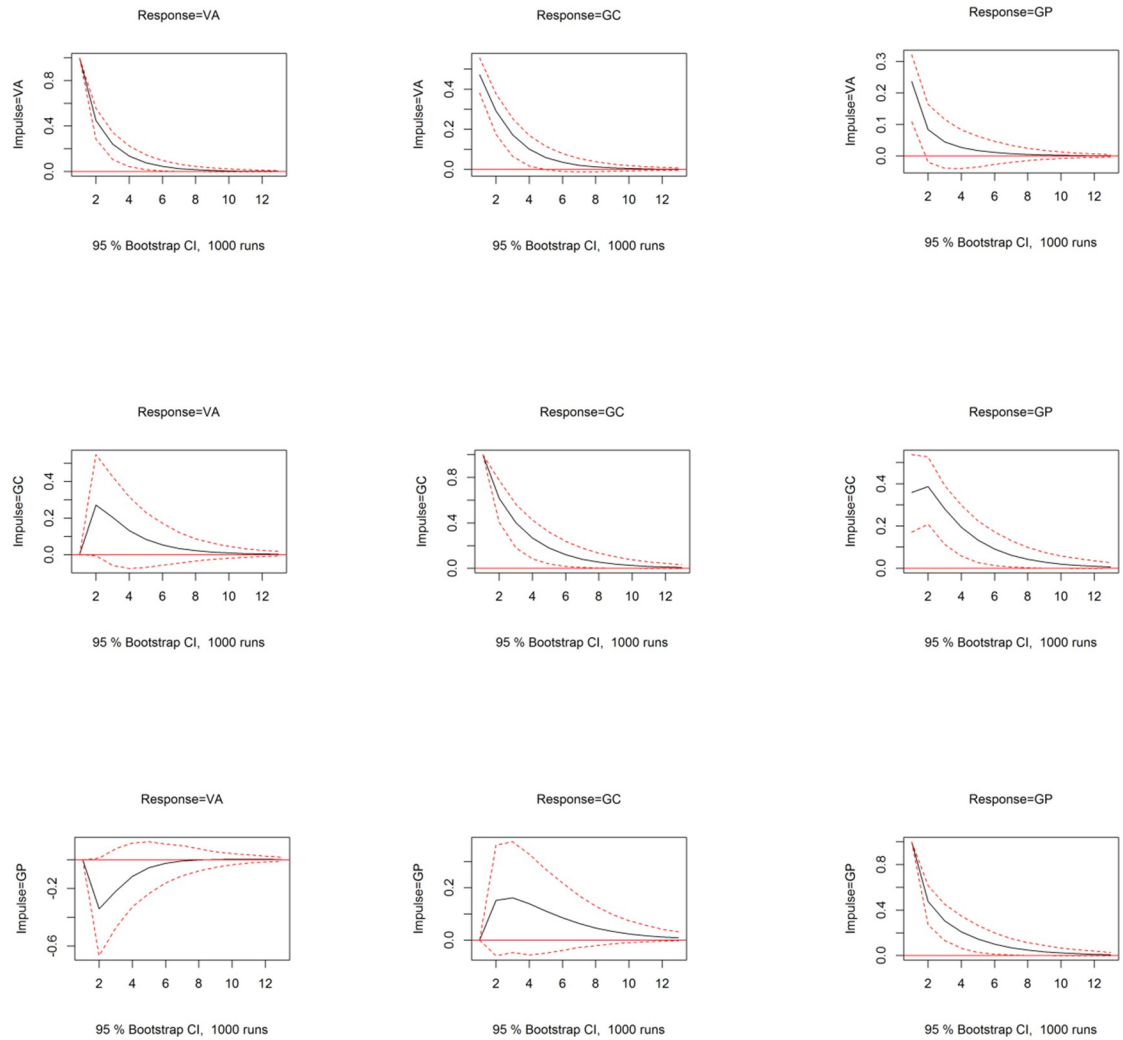 Response=VA
Response=GC
Response=GP
Impulse=VA
0.0 0.4 0.8
2 4 6 8 10 12
Impulse=VA
0.0 0.2 0.4
2 4 6 8 10 12
Impulse=VA
0.0 0.1 0.2 0.3
2 4 6 8 10 12
95 % Bootstrap CI, 1000 runs
95 % Bootstrap CI, 1000 runs
95 % Bootstrap CI, 1000 runs
Response=VA
Response=GC
Response=GP
Impulse=GC
0.0 0.2 0.4
2 4 6 8 10 12
Impulse=GC
0.0 0.4 0.8
2 4 6 8 10 12
Impulse=GC
0.0 0.2 0.4
2 4 6 8 10 12
95 % Bootstrap CI, 1000 runs
95 % Bootstrap CI, 1000 runs
95 % Bootstrap CI, 1000 runs
Response=VA
Response=GC
Response=GP
Impulse=GP
-0.6 -0.2
2 4 6 8 10 12
Impulse=GP
0.0 0.2
2 4 6 8 10 12
Impulse=GP
0.0 0.4 0.8
2 4 6 8 10 12
95 % Bootstrap CI, 1000 runs
95 % Bootstrap CI, 1000 runs
95 % Bootstrap CI, 1000 runs